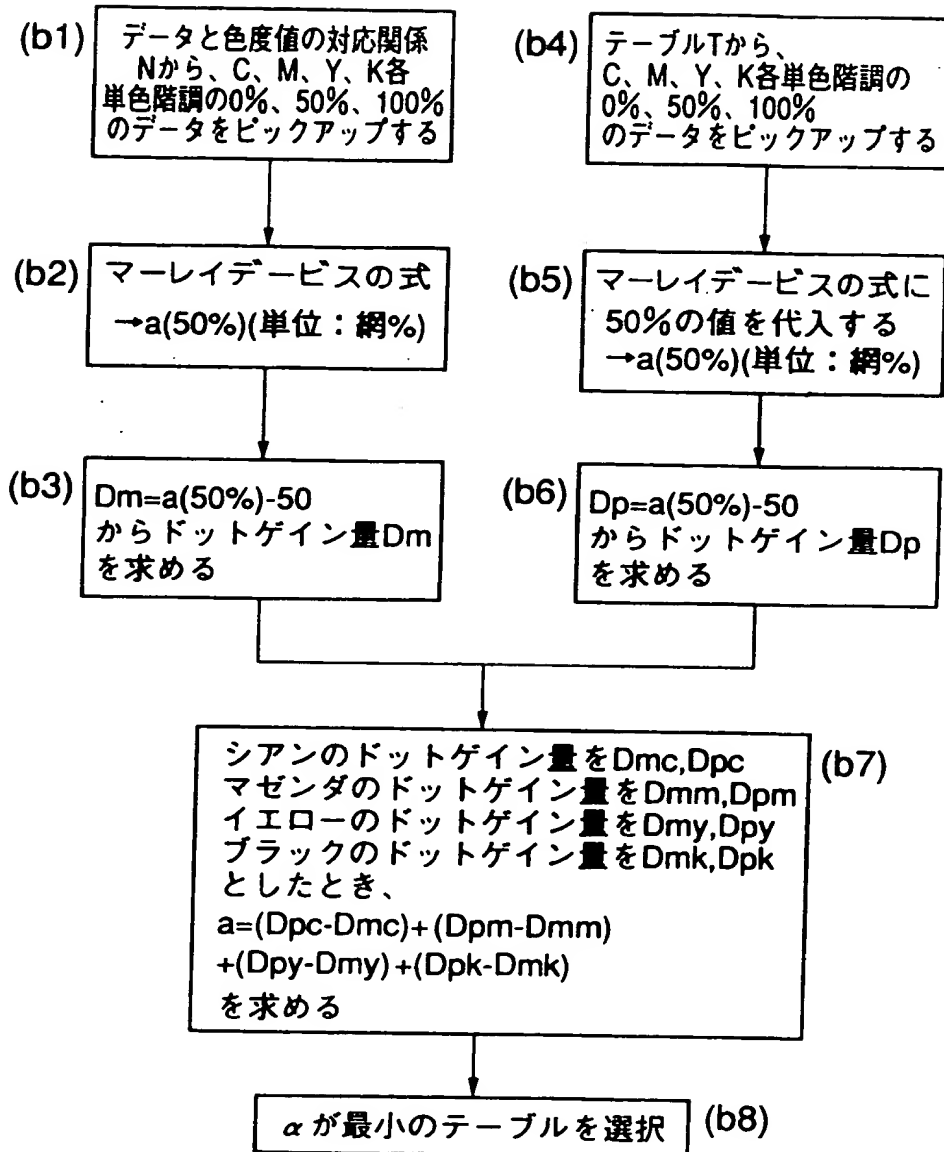 (b1)
データと色度値の対応関係
Nから、C、M、Y、K各
単色階調の0%、50%、100%
のデータをピックアップする
(b2)
マーレイデービスの式
→a(50%)(単位：網%)
(b3)
Dm=a(50%)-50
からドットゲイン量Dm
を求める
(b4)
テーブルTから、
C、M、Y、K各単色階調の
0%、50%、100%
のデータをピックアップする
(b5)
マーレイデービスの式に
50%の値を代入する
→a(50%)(単位：網%)
(b6)
Dp=a(50%)-50
からドットゲイン量Dp
を求める
シアンのドットゲイン量をDmc,Dpc
マゼンダのドットゲイン量をDmm,Dpm
イエローのドットゲイン量をDmy,Dpy
ブラックのドットゲイン量をDmk,Dpk
としたとき、
a=(Dpc-Dmc)+(Dpm-Dmm)
+(Dpy-Dmy)+(Dpk-Dmk)
を求める
(b7)
αが最小のテーブルを選択
(b8)